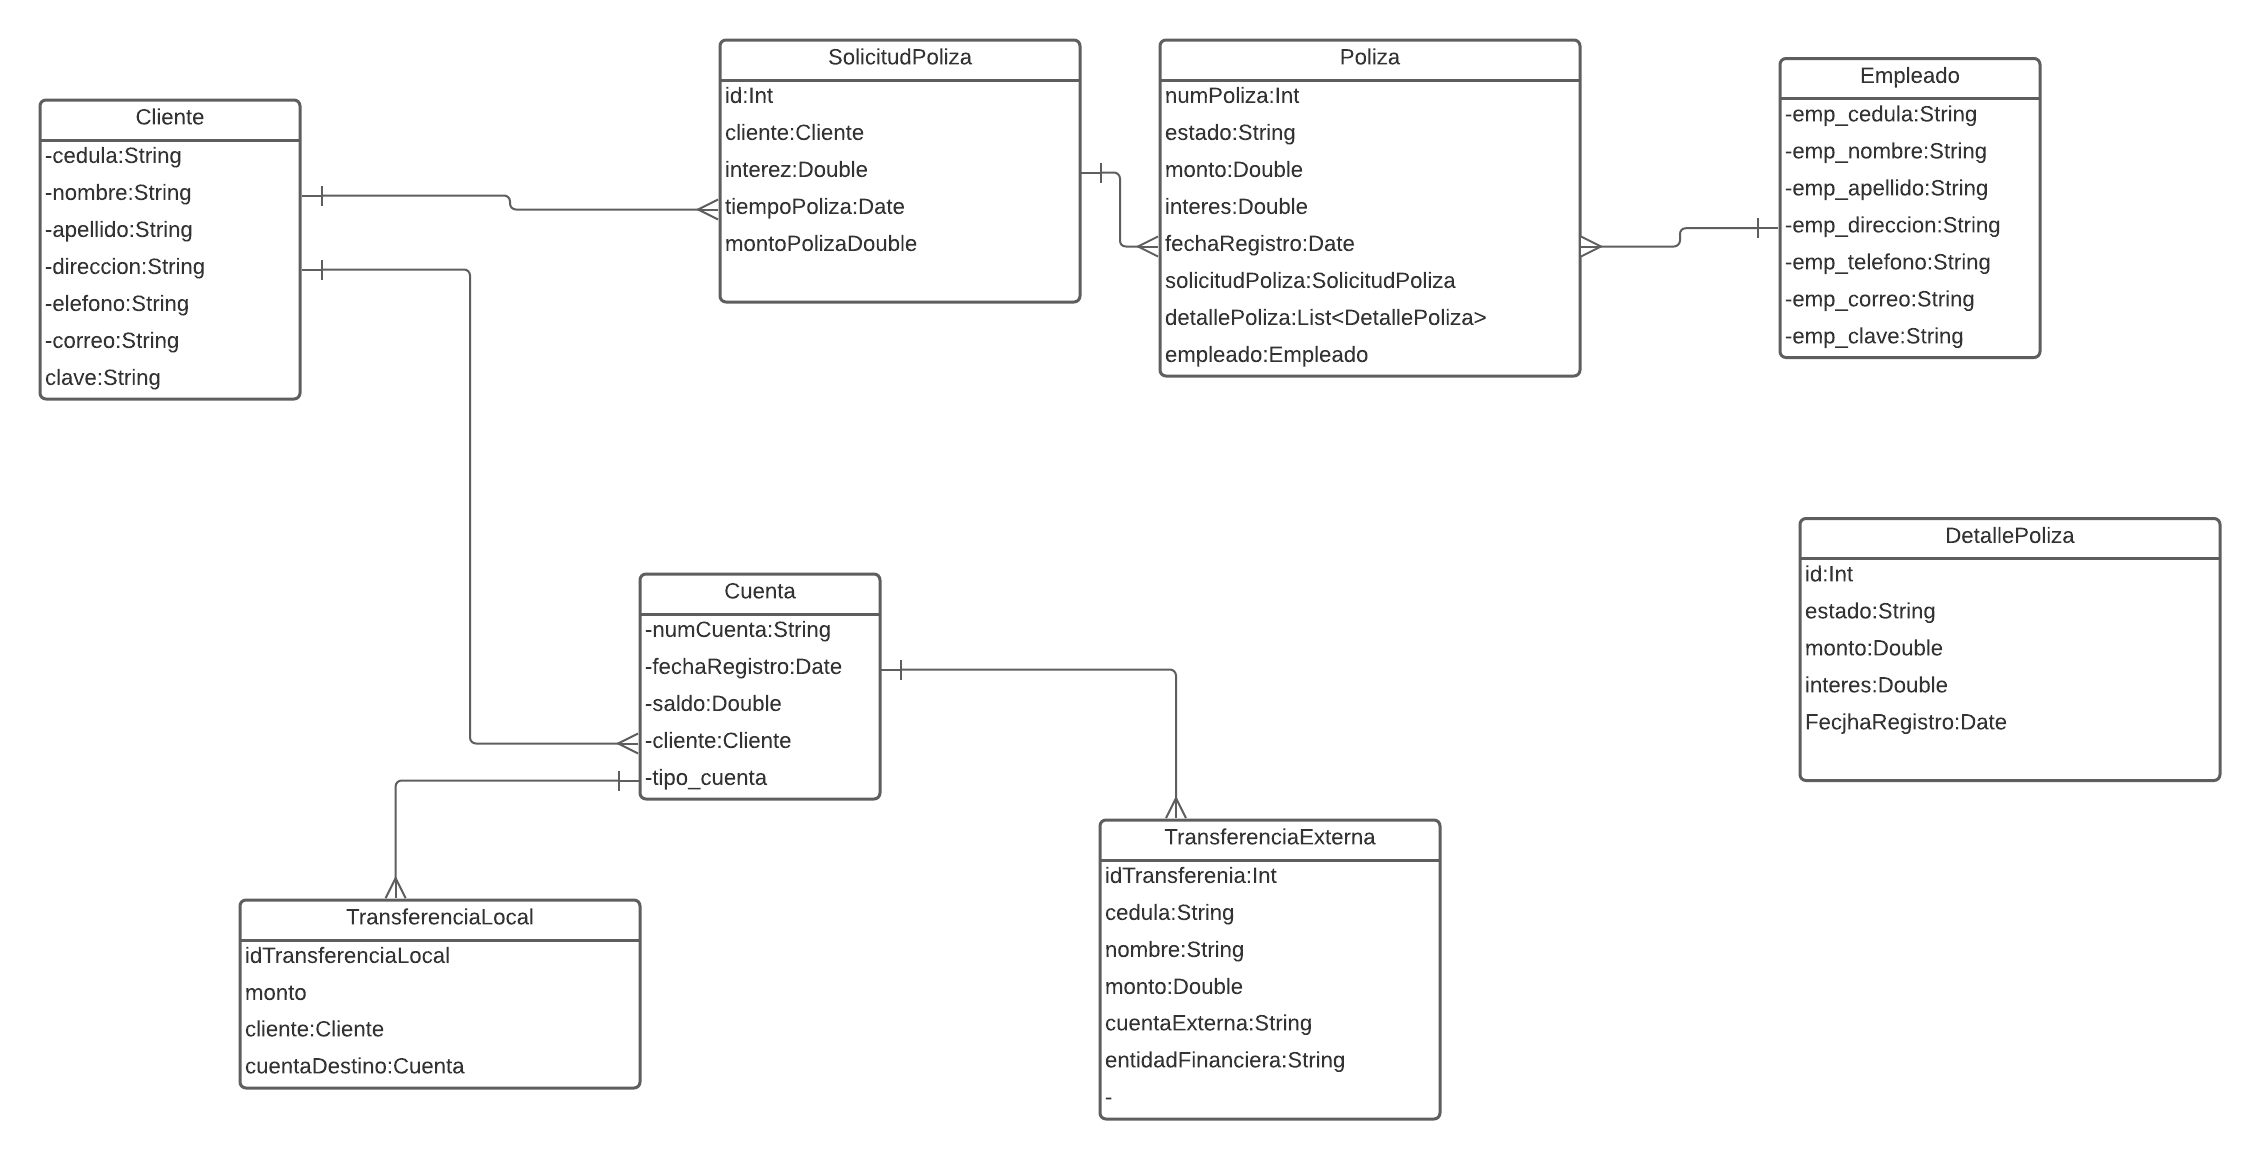 Cliente
-cedula:String
-nombre:String
-apellido:String
-direccion:String
-elefono:String
-correo:String
clave:String
SolicitudPoliza
id:Int
cliente:Cliente
interez:Double
tiempoPoliza:Date
montoPolizaDouble
Poliza
numPoliza:Int
estado:String
monto:Double
interes:Double
fechaRegistro:Date
solicitudPoliza:SolicitudPoliza
detallePoliza:List<DetallePoliza>
empleado:Empleado
Empleado
-emp_cedula:String
-emp_nombre:String
-emp_apellido:String
-emp_direccion:String
-emp_telefono:String
-emp_correo:String
-emp_clave:String
DetallePoliza
id:Int
estado:String
monto:Double
interes:Double
FecjhaRegistro:Date
Cuenta
-numCuenta:String
-fechaRegistro:Date
-saldo:Double
-cliente:Cliente
-tipo_cuenta
TransferenciaLocal
idTransferenciaLocal
monto
cliente:Cliente
cuentaDestino:Cuenta
TransferenciaExterna
idTransferenia:Int
cedula:String
nombre:String
monto:Double
cuentaExterna:String
entidadFinanciera:String
-